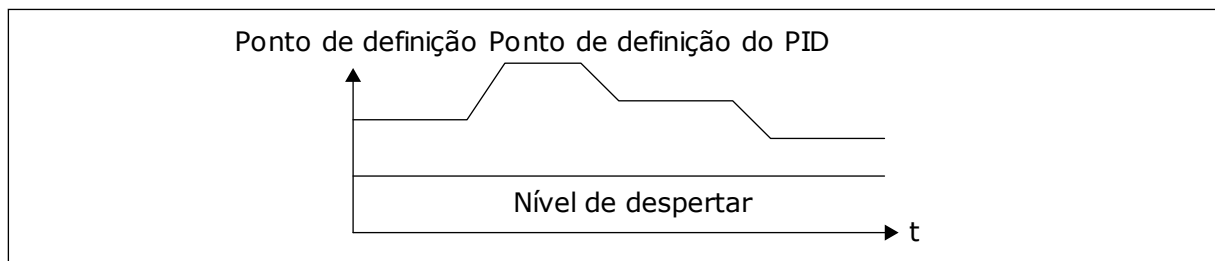 Ponto de definição Ponto de definição do PID
Nível de despertar
t